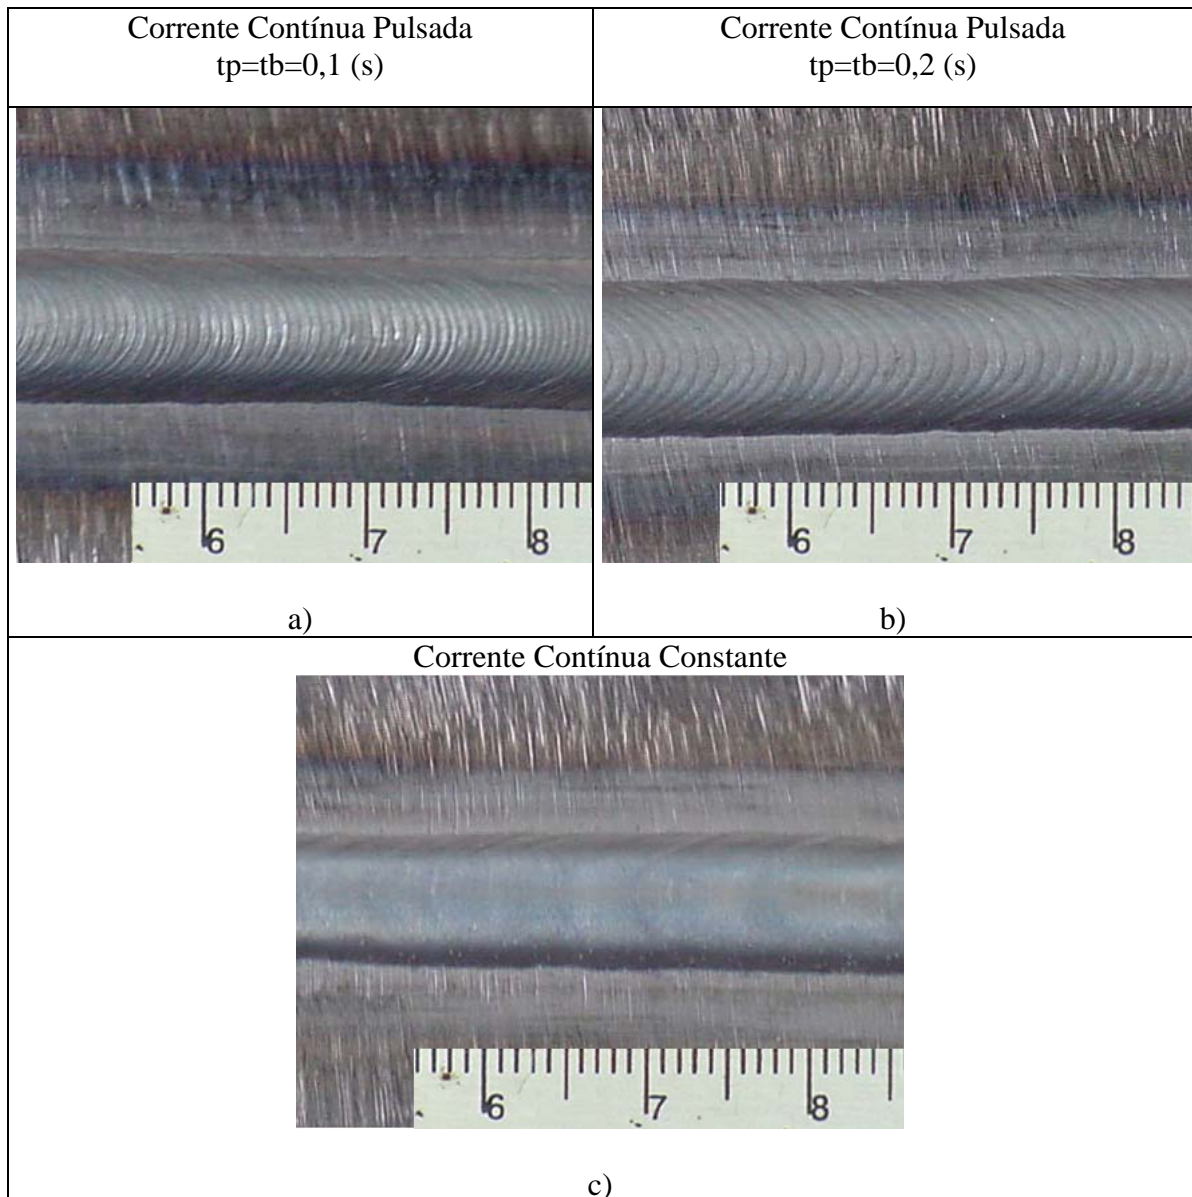 Corrente Contínua Pulsada
tp=tb=0,1 (s)
Corrente Contínua Pulsada
tp=tb=0,2 (s)
6 7 8
6 7 8
a)
b)
Corrente Contínua Constante
6 7 8
c)